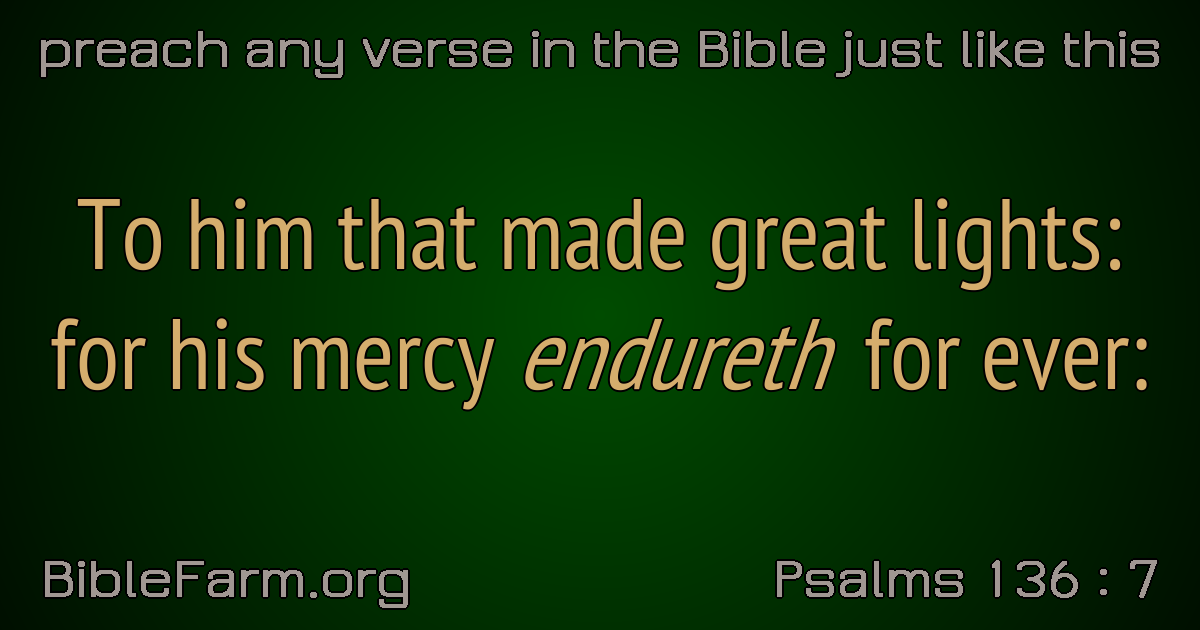 preach any verse in the Bible just like this
To him that made great lights:
for his mercy endureth for ever:
BibleFarm.org
Psalms 136 : 7